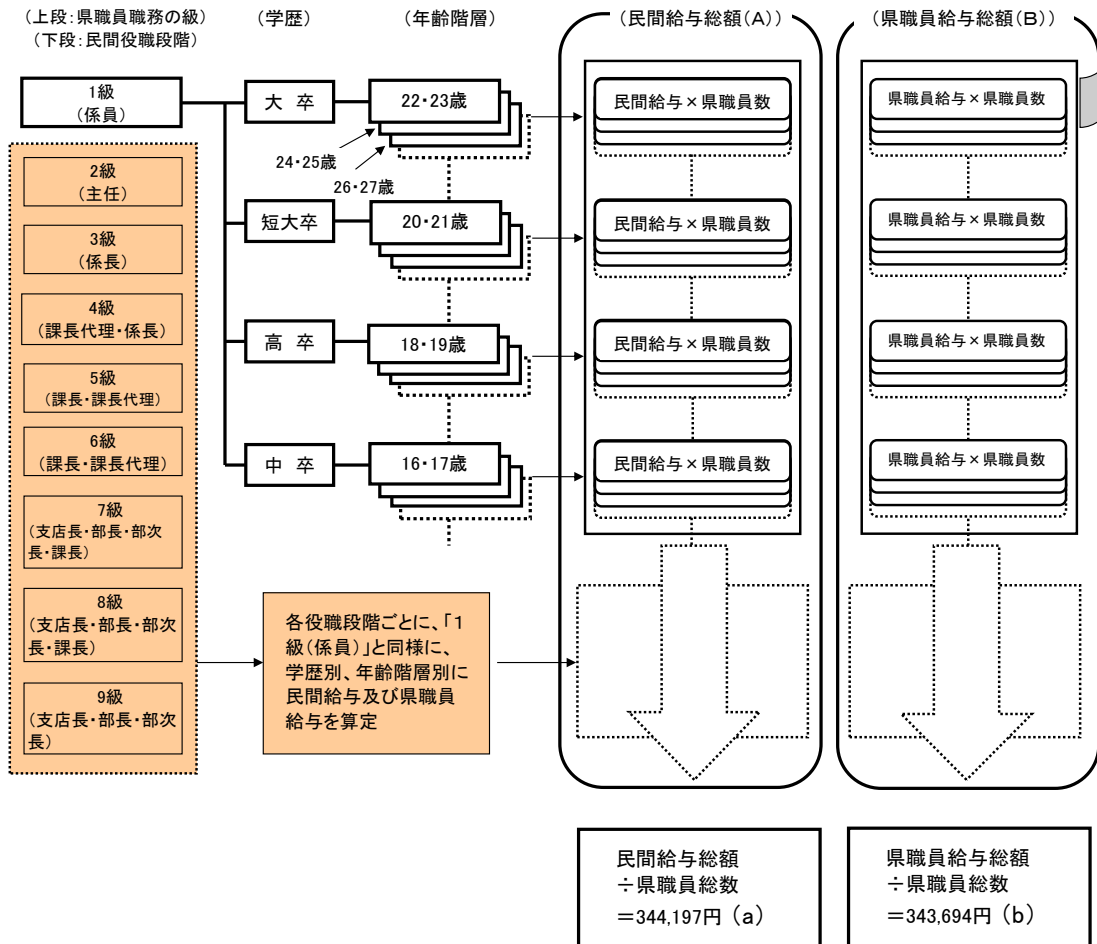 (上段:県職員職務の級)
(下段:民間役職段階)
(学歴)
(年齢階層)
(民間給与総額(A))
(県職員給与総額(B))
1級
(係員)
大 卒
22・23歳
24・25歳
26・27歳
民間給与×県職員数
県職員給与×県職員数
2級
(主任)
短大卒
20・21歳
民間給与×県職員数
県職員給与×県職員数
3級
(係長)
4級
(課長代理・係長)
高 卒
18・19歳
民間給与×県職員数
県職員給与×県職員数
5級
(課長・課長代理)
6級
(課長・課長代理)
中 卒
16・17歳
民間給与×県職員数
県職員給与×県職員数
7級
(支店長・部長・部次
長・課長)
8級
(支店長・部長・部次
長・課長)
9級
(支店長・部長・部次
長)
各役職段階ごとに、「1
級(係員)」と同様に、
学歴別、年齢階層別に
民間給与及び県職員
給与を算定
民間給与総額
÷県職員総数
=344,197円 (a)
県職員給与総額
÷県職員総数
=343,694円 (b)